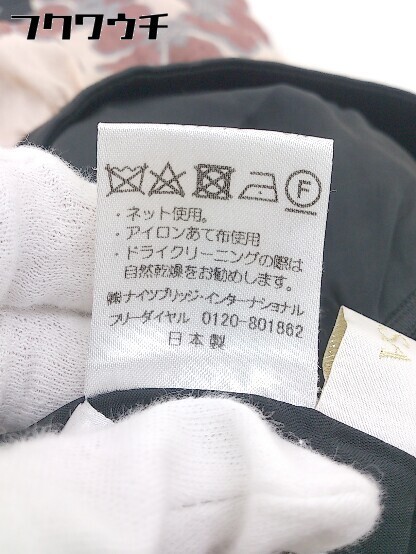 フクワウチ
F
・ネット使用。
・アイロンあて布使用
・ドライクリーニングの際は
自然乾燥をお勧めします。
㈱ナイツブリッジ・インターナショナル
フリーダイヤル 0120-801862
日本製